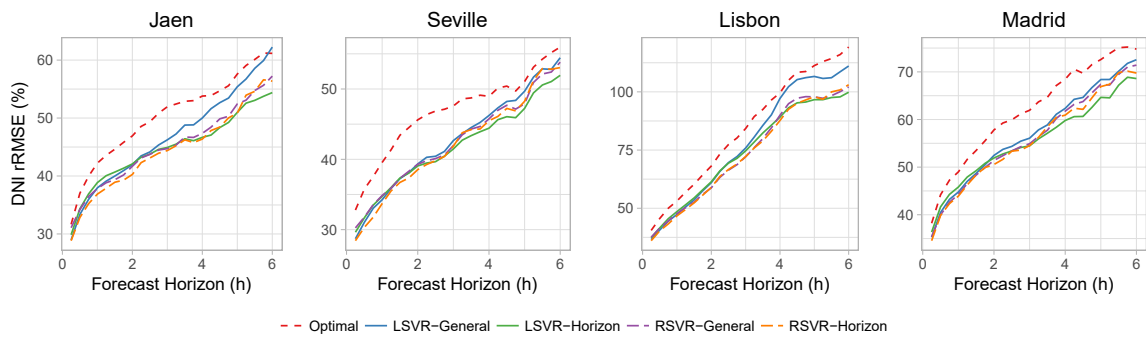 Jaen Seville Lisbon Madrid
DNI rRMSE (%)
60
50
40
30
0 2 4 6
Forecast Horizon (h)
50
40
30
0 2 4 6
Forecast Horizon (h)
100
75
50
0 2 4 6
Forecast Horizon (h)
70
60
50
40
0 2 4 6
Forecast Horizon (h)
Optimal LSVR−General LSVR−Horizon RSVR−General RSVR−Horizon